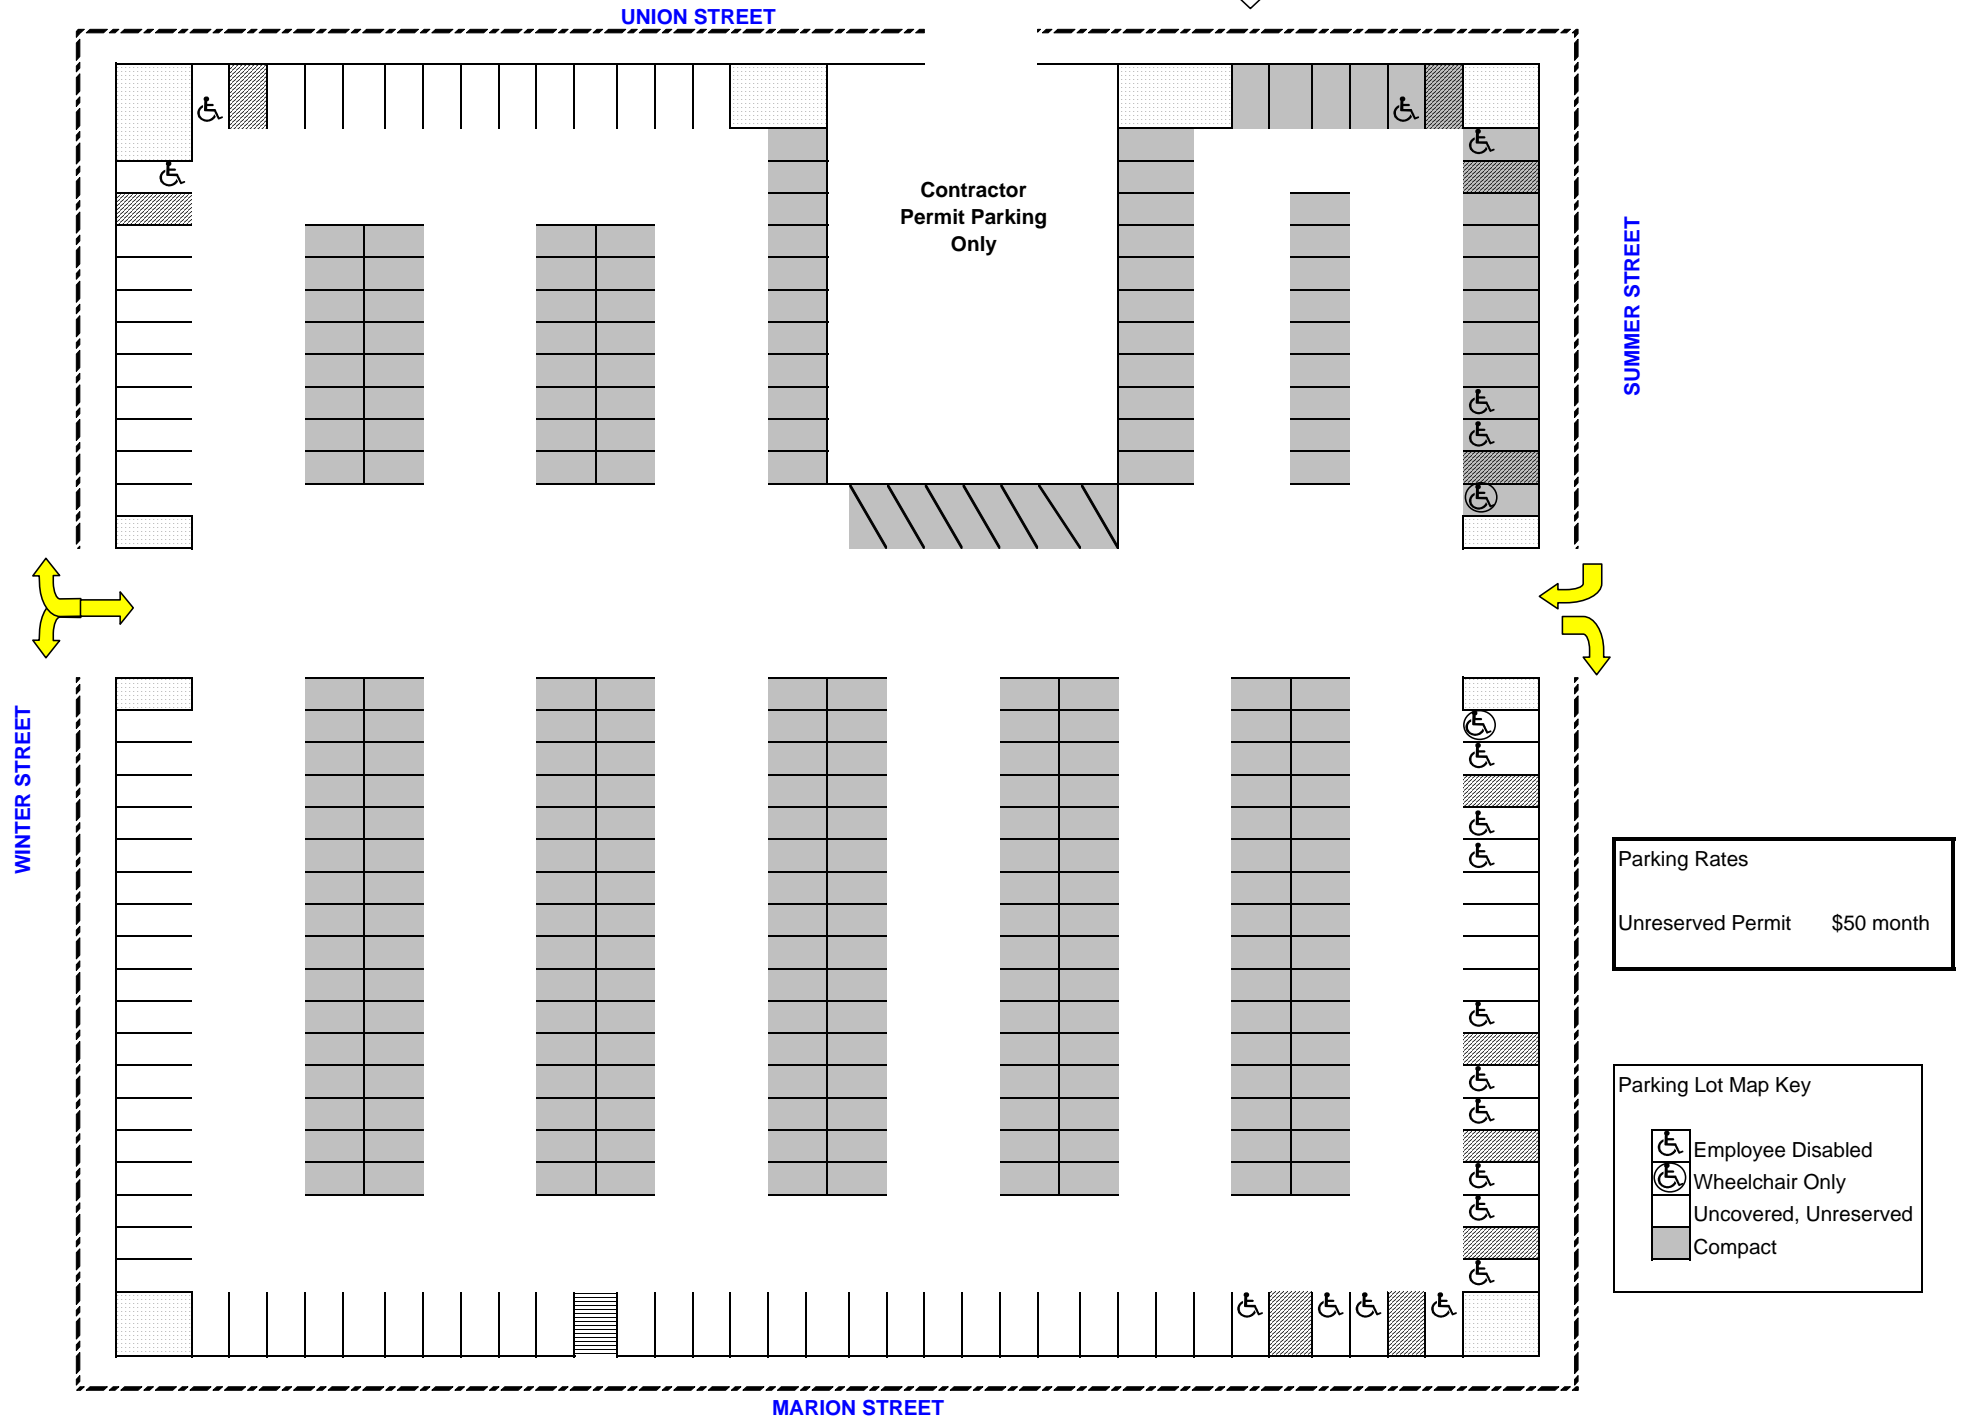 UNION STREET
Contractor
Permit Parking
Only
SUMMER STREET
WINTER STREET
Parking Rates
Unreserved Permit $50 month
Parking Lot Map Key
Employee Disabled
Wheelchair Only
Uncovered, Unreserved
Compact
MARION STREET